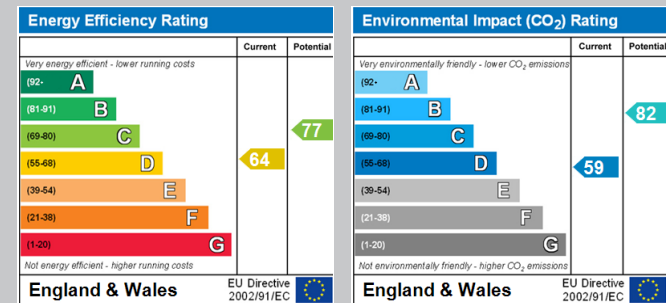 Energy Efficiency Rating
Current Potential
Very energy efficient - lower running costs
(92- A
(81-91) B
(69-80) C
77
(55-68) D
64
(39-54) E
(21-38) F
(1-20) G
Not energy efficient - higher running costs
England & Wales
EU Directive
2002/91/EC
Environmental Impact (CO₂) Rating
Current Potential
Very environmentally friendly - lower CO₂ emissions
(92- A
(81-91) B
82
(69-80) C
(55-68) D
59
(39-54) E
(21-38) F
(1-20) G
Not environmentally friendly - higher CO₂ emissions
England & Wales
EU Directive
2002/91/EC